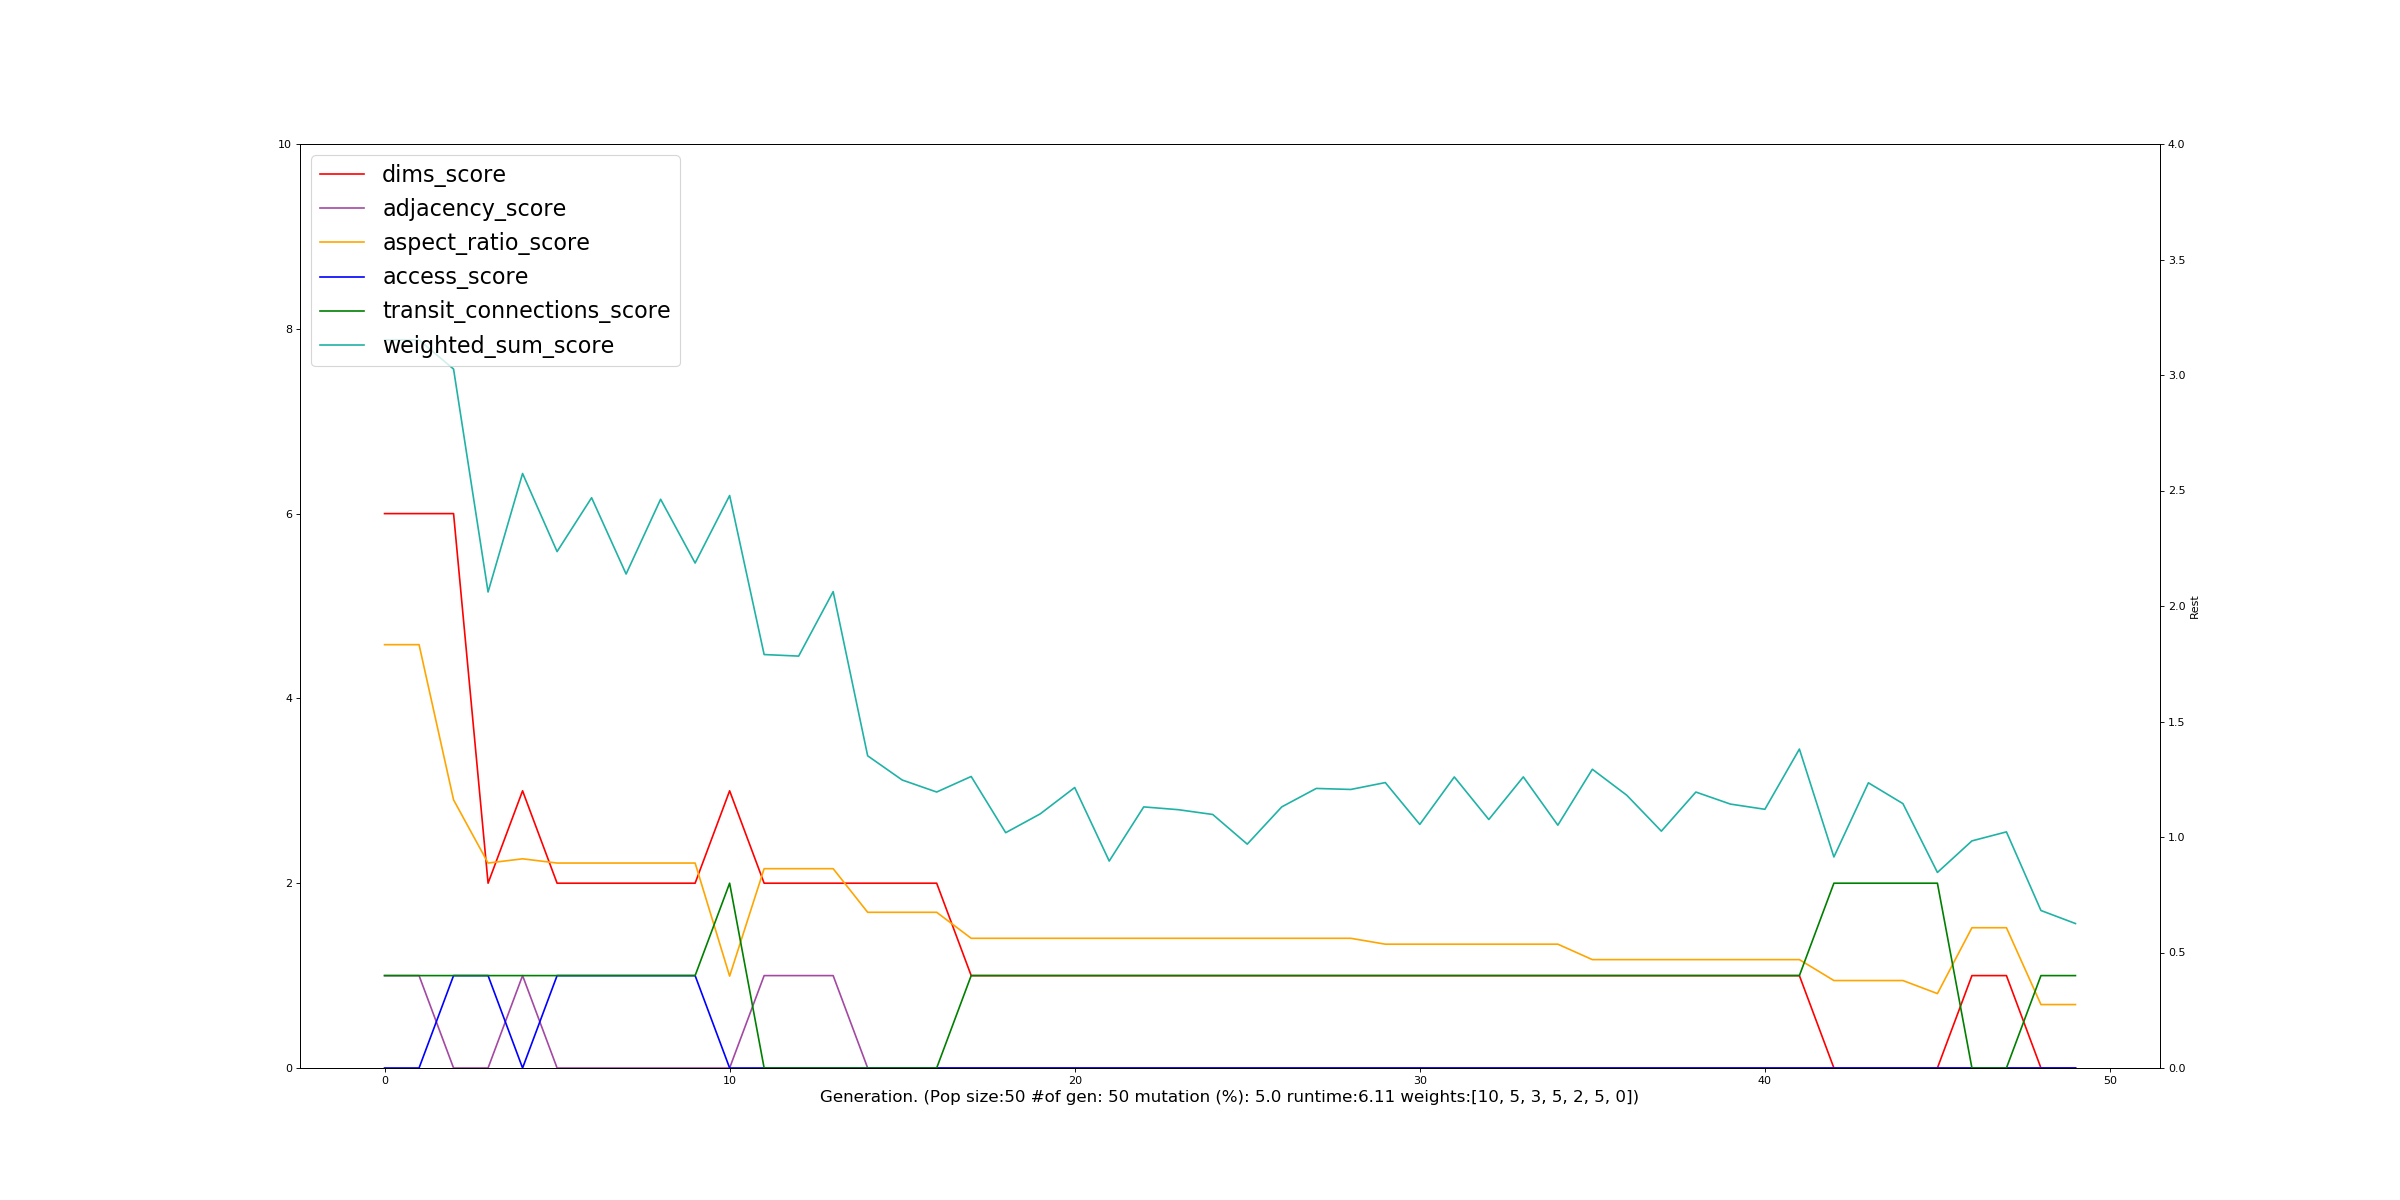 dims_score
adjacency_score
aspect_ratio_score
access_score
transit_connections_score
weighted_sum_score
10
8
6
4
2
0
4.0
3.5
3.0
2.5
2.0
1.5
1.0
0.5
0.0
Rest
0 10 20 30 40 50
Generation. (Pop size:50 #of gen: 50 mutation (%): 5.0 runtime:6.11 weights:[10, 5, 3, 5, 2, 5, 0])